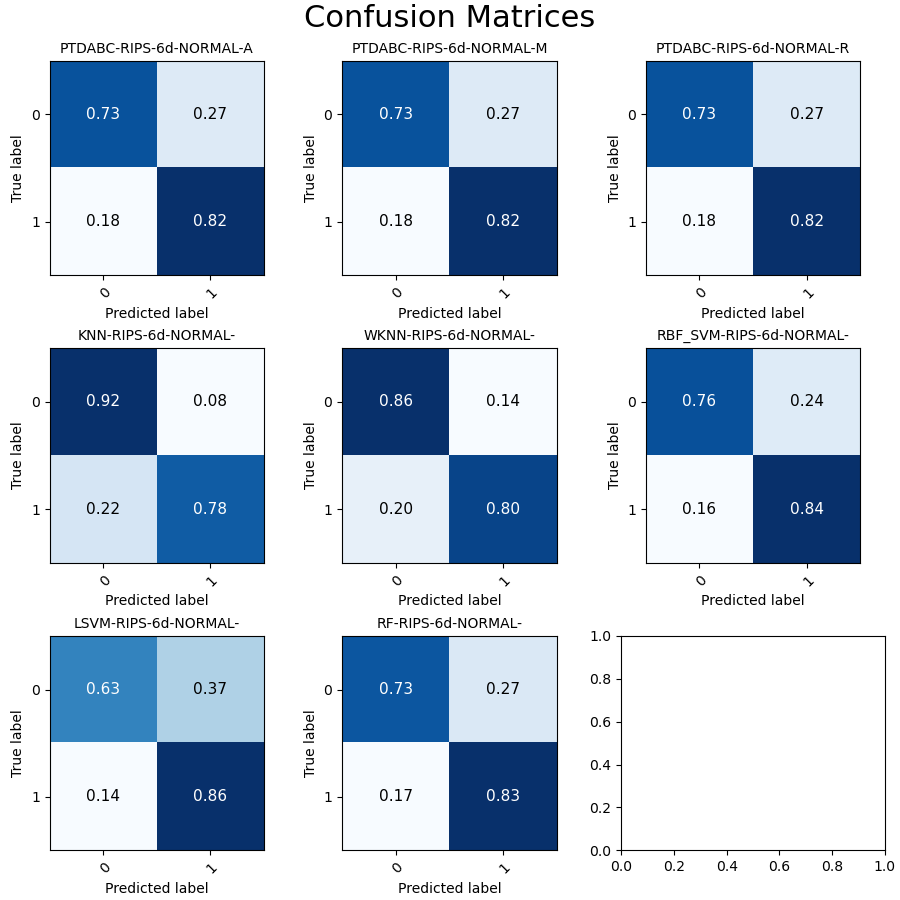 Confusion Matrices
PTDABC-RIPS-6d-NORMAL-A
True label
0
0.73
0.27
1
0.18
0.82
0
1
Predicted label
PTDABC-RIPS-6d-NORMAL-M
True label
0
0.73
0.27
1
0.18
0.82
0
1
Predicted label
PTDABC-RIPS-6d-NORMAL-R
True label
0
0.73
0.27
1
0.18
0.82
0
1
Predicted label
KNN-RIPS-6d-NORMAL-
True label
0
0.92
0.08
1
0.22
0.78
0
1
Predicted label
WKNN-RIPS-6d-NORMAL-
True label
0
0.86
0.14
1
0.20
0.80
0
1
Predicted label
RBF_SVM-RIPS-6d-NORMAL-
True label
0
0.76
0.24
1
0.16
0.84
0
1
Predicted label
LSVM-RIPS-6d-NORMAL-
True label
0
0.63
0.37
1
0.14
0.86
0
1
Predicted label
RF-RIPS-6d-NORMAL-
True label
0
0.73
0.27
1
0.17
0.83
0
1
Predicted label
1.0
0.8
0.6
0.4
0.2
0.0
0.0 0.2 0.4 0.6 0.8 1.0